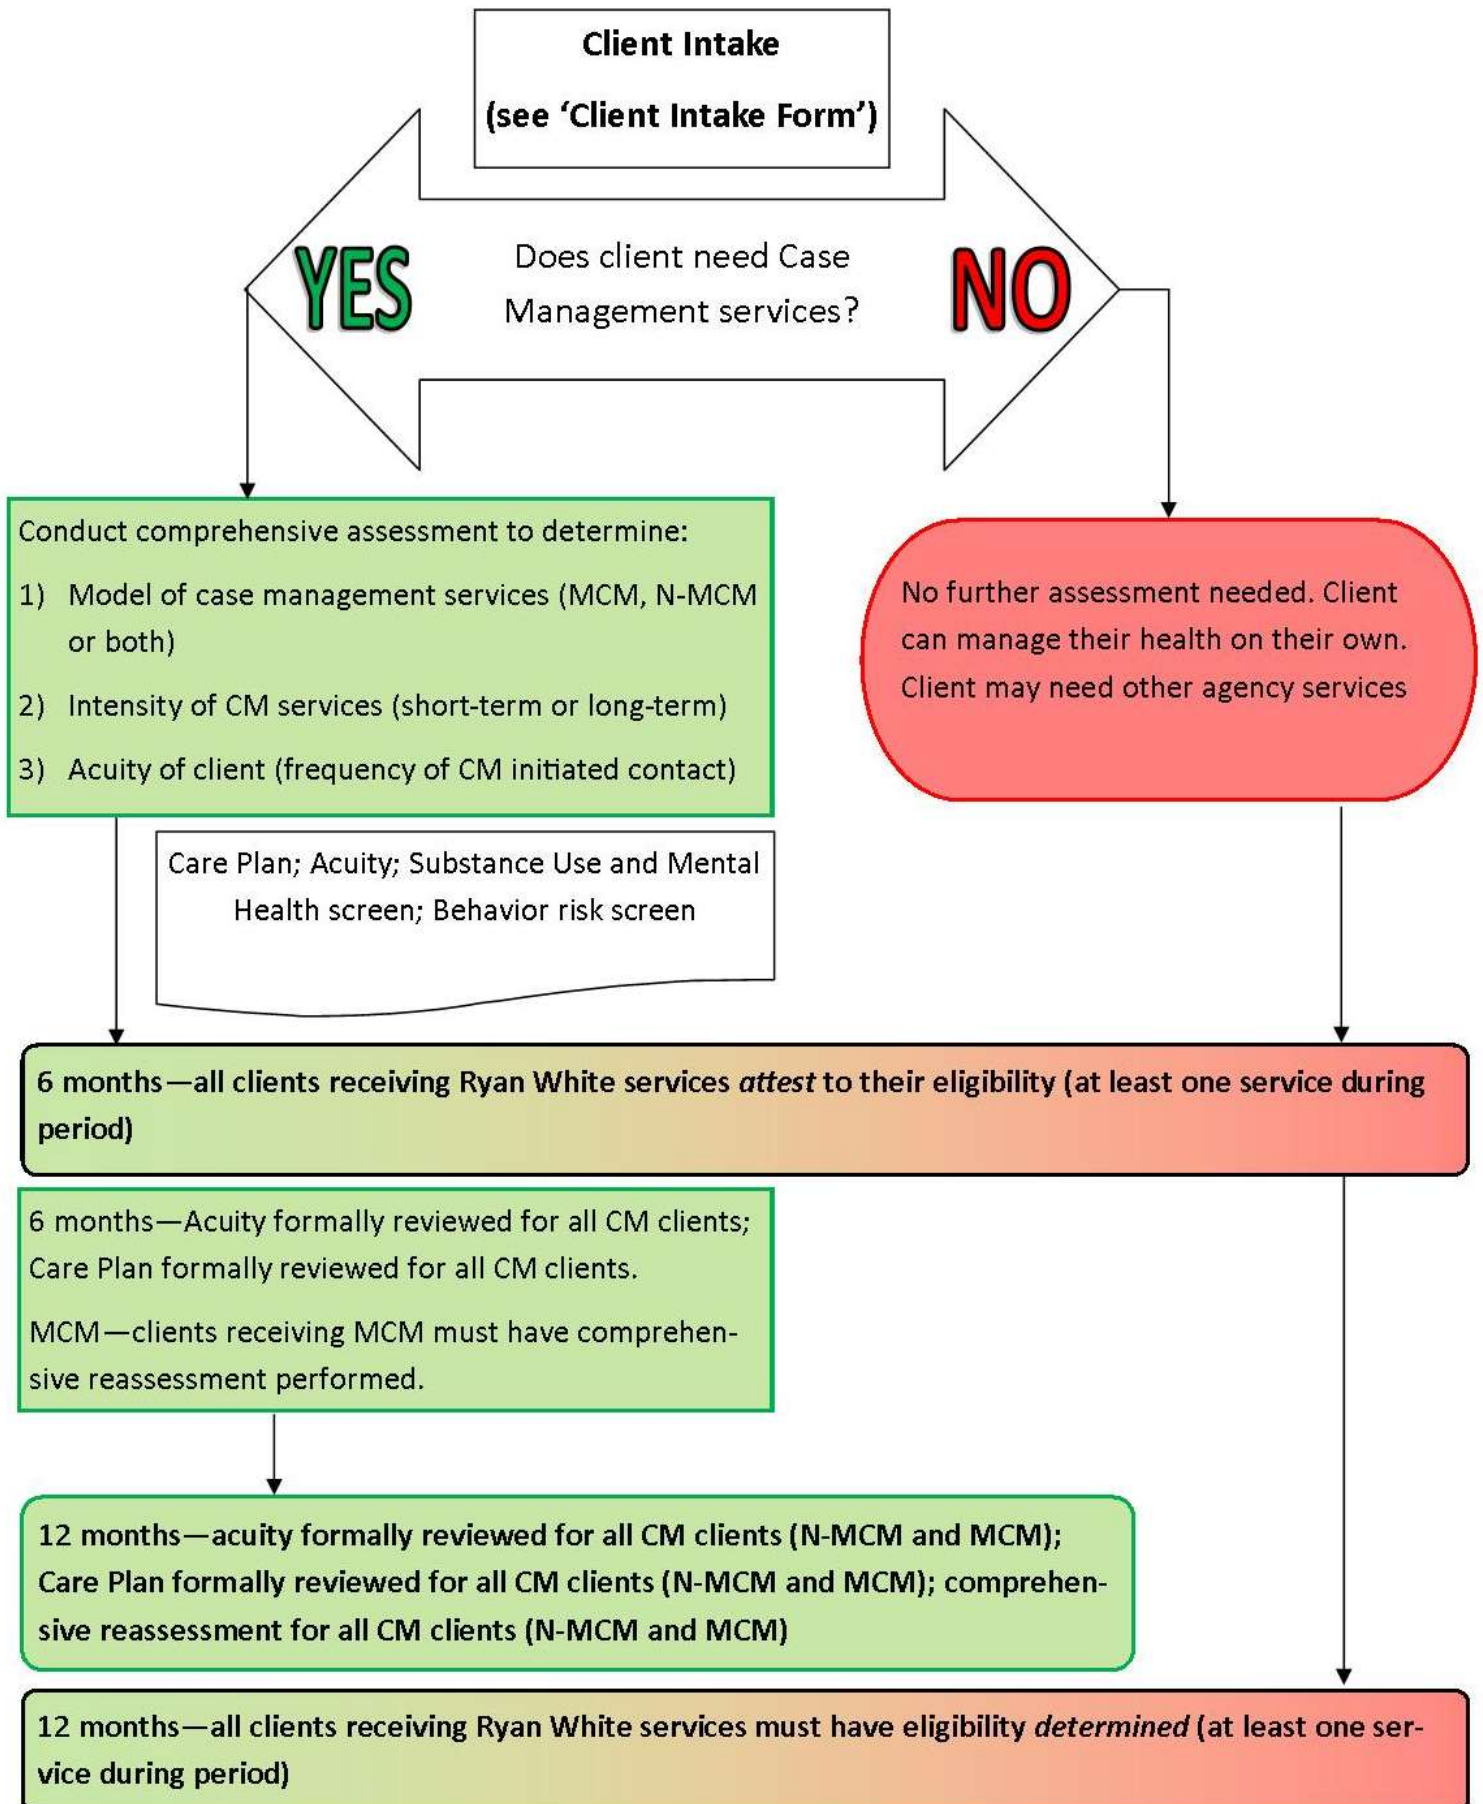 Client Intake
(see ‘Client Intake Form’)
YES
Does client need Case
Management services?
NO
Conduct comprehensive assessment to determine:
1) Model of case management services (MCM, N-MCM
or both)
2) Intensity of CM services (short-term or long-term)
3) Acuity of client (frequency of CM initiated contact)
No further assessment needed. Client
can manage their health on their own.
Client may need other agency services
Care Plan; Acuity; Substance Use and Mental
Health screen; Behavior risk screen
6 months—all clients receiving Ryan White services attest to their eligibility (at least one service during
period)
6 months—Acuity formally reviewed for all CM clients;
Care Plan formally reviewed for all CM clients.
MCM—clients receiving MCM must have comprehen-
sive reassessment performed.
12 months—acuity formally reviewed for all CM clients (N-MCM and MCM);
Care Plan formally reviewed for all CM clients (N-MCM and MCM); comprehen-
sive reassessment for all CM clients (N-MCM and MCM)
12 months—all clients receiving Ryan White services must have eligibility determined (at least one ser-
vice during period)